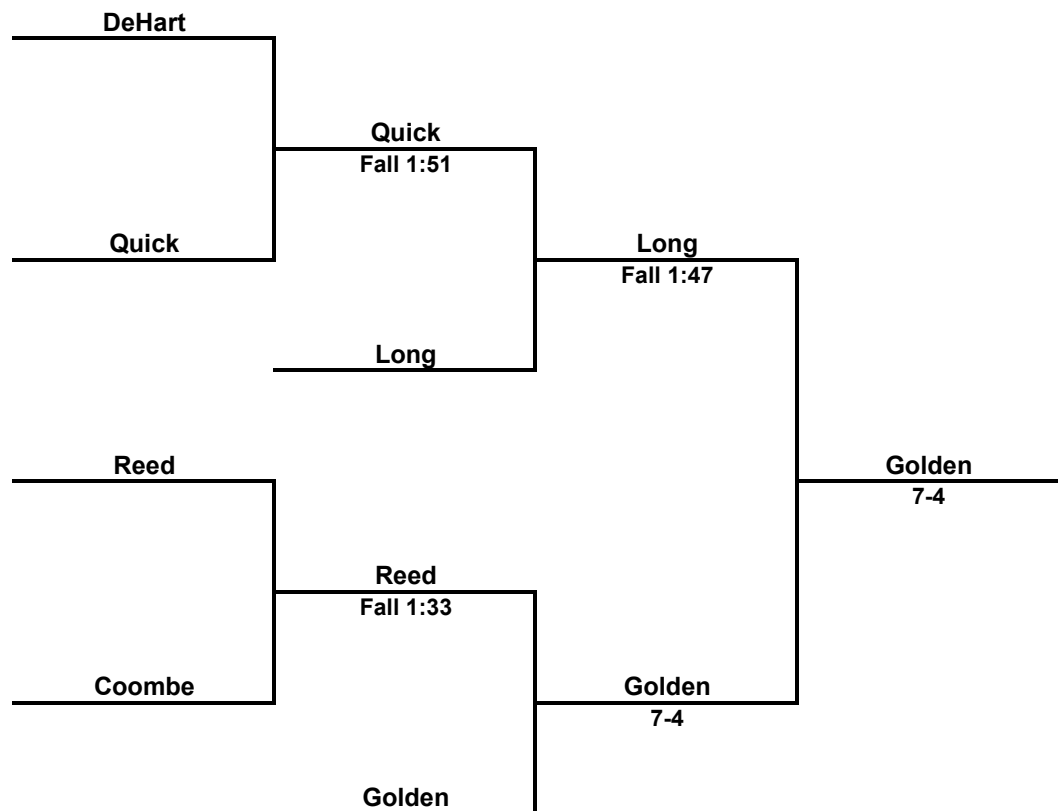 DeHart
Quick
Fall 1:51
Quick
Long
Fall 1:47
Long
Reed
Golden
7-4
Reed
Fall 1:33
Coombe
Golden
7-4
Golden